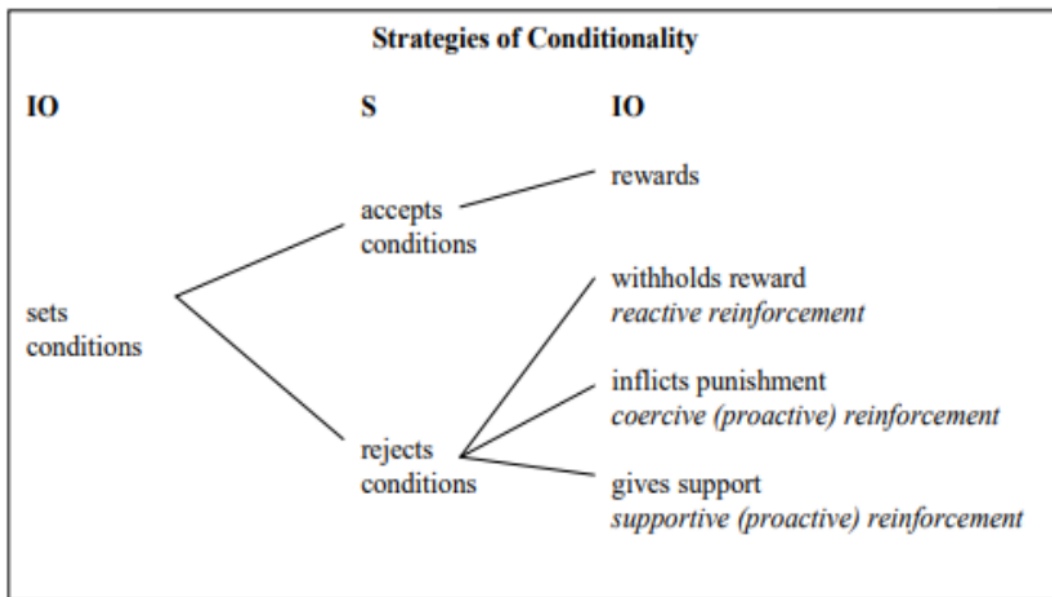 Strategies of Conditionality
IO
S
IO
sets
conditions
accepts
conditions
rejects
conditions
rewards
withholds reward
reactive reinforcement
inflicts punishment
coercive (proactive) reinforcement
gives support
supportive (proactive) reinforcement